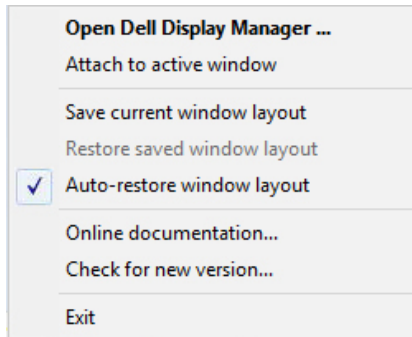 Open Dell Display Manager ...
Attach to active window
Save current window layout
Restore saved window layout
Auto-restore window layout
Online documentation...
Check for new version...
Exit